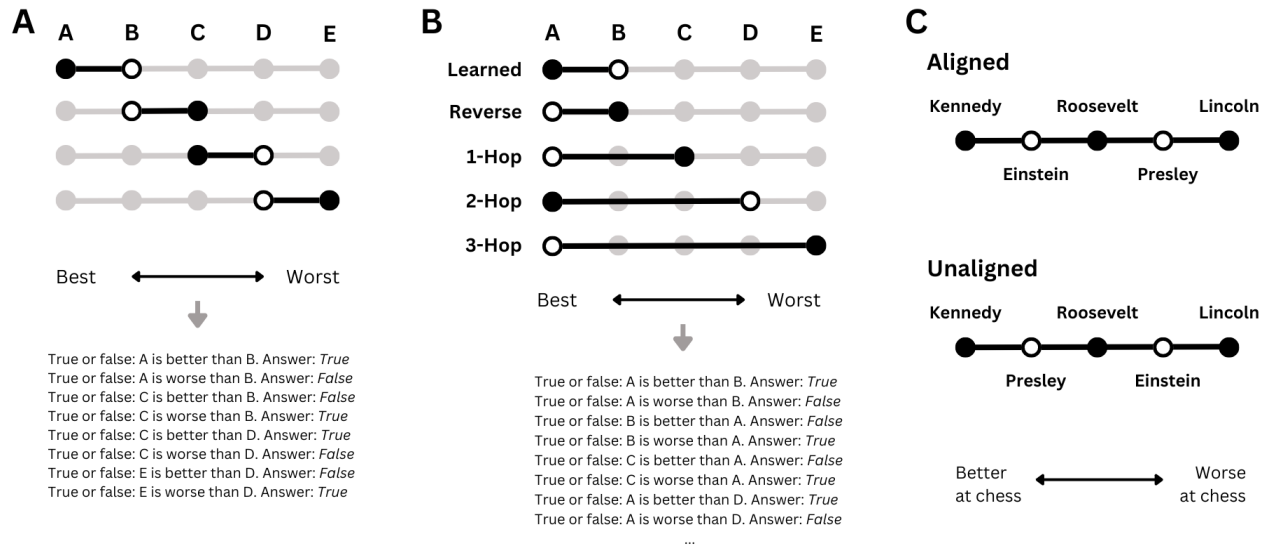 A
A B C D E
Best Worst
True or false: A is better than B. Answer: True
True or false: A is worse than B. Answer: False
True or false: C is better than B. Answer: False
True or false: C is worse than B. Answer: True
True or false: C is better than D. Answer: True
True or false: C is worse than D. Answer: False
True or false: E is better than D. Answer: False
True or false: E is worse than D. Answer: True
B
A B C D E
Learned
Reverse
1-Hop
2-Hop
3-Hop
Best Worst
True or false: A is better than B. Answer: True
True or false: A is worse than B. Answer: False
True or false: B is better than A. Answer: False
True or false: B is worse than A. Answer: True
True or false: C is better than A. Answer: False
True or false: C is worse than A. Answer: True
True or false: A is better than D. Answer: True
True or false: A is worse than D. Answer: False
...
C
Aligned
Kennedy Roosevelt Lincoln
Einstein Presley
Unaligned
Kennedy Roosevelt Lincoln
Presley Einstein
Better Worse
at chess at chess